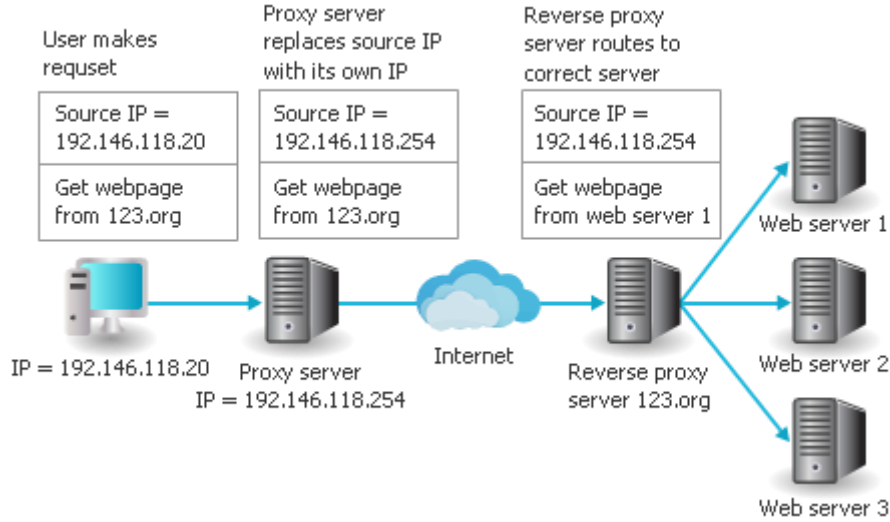 User makes
requset
Source IP =
192.146.118.20
Get webpage
from 123.org
IP = 192.146.118.20
Proxy server
replaces source IP
with its own IP
Source IP =
192.146.118.254
Get webpage
from 123.org
Proxy server
IP = 192.146.118.254
Internet
Reverse proxy
server routes to
correct server
Source IP =
192.146.118.254
Get webpage
from web server 1
Reverse proxy
server 123.org
Web server 1
Web server 2
Web server 3